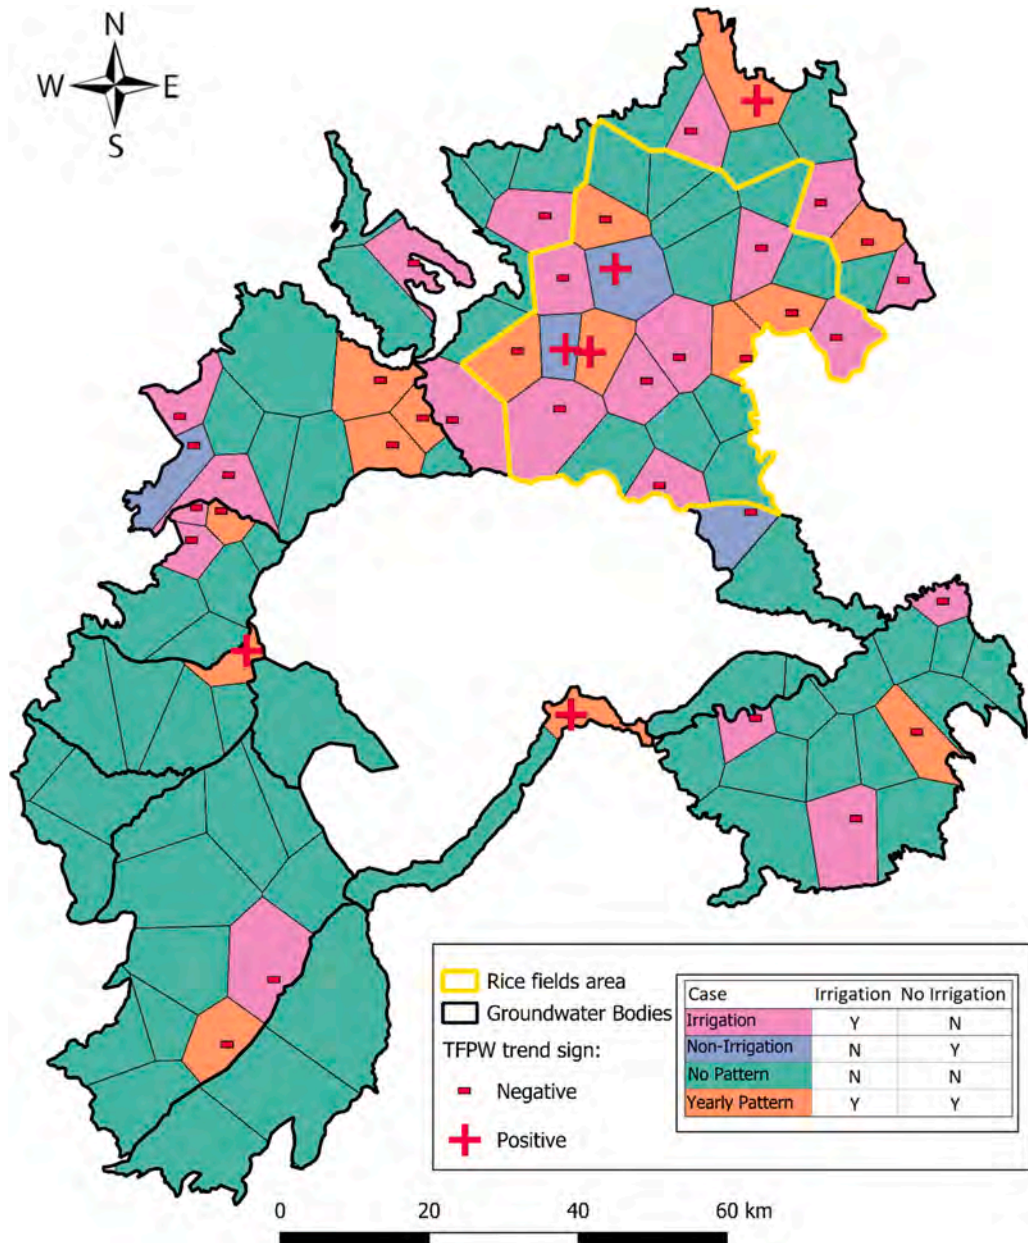 N
W E
S
Rice fields area
Groundwater Bodies
TFPW trend sign:
Negative
Positive
Case Irrigation No Irrigation
Irrigation Y N
Non-Irrigation N Y
No Pattern N N
Yearly Pattern Y Y
0 20 40 60 km